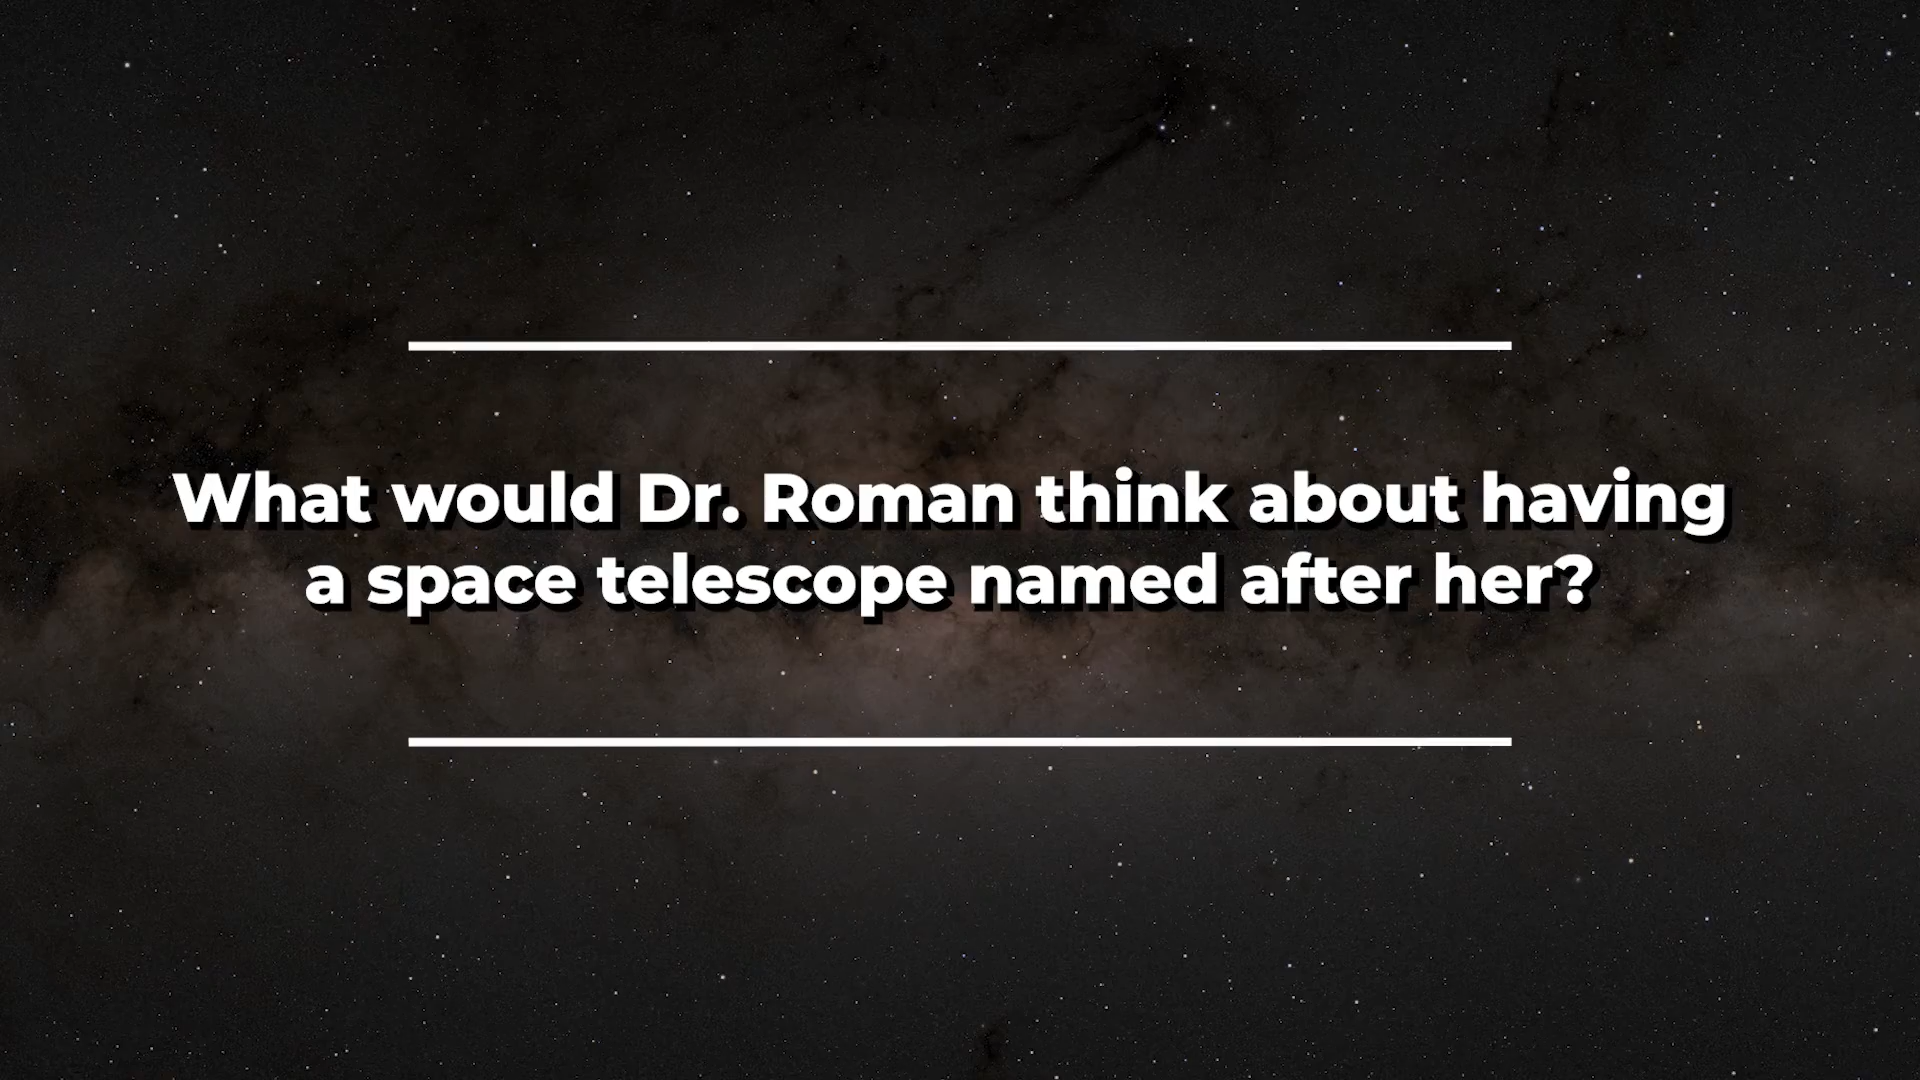 What would Dr. Roman think about having
a space telescope named after her?